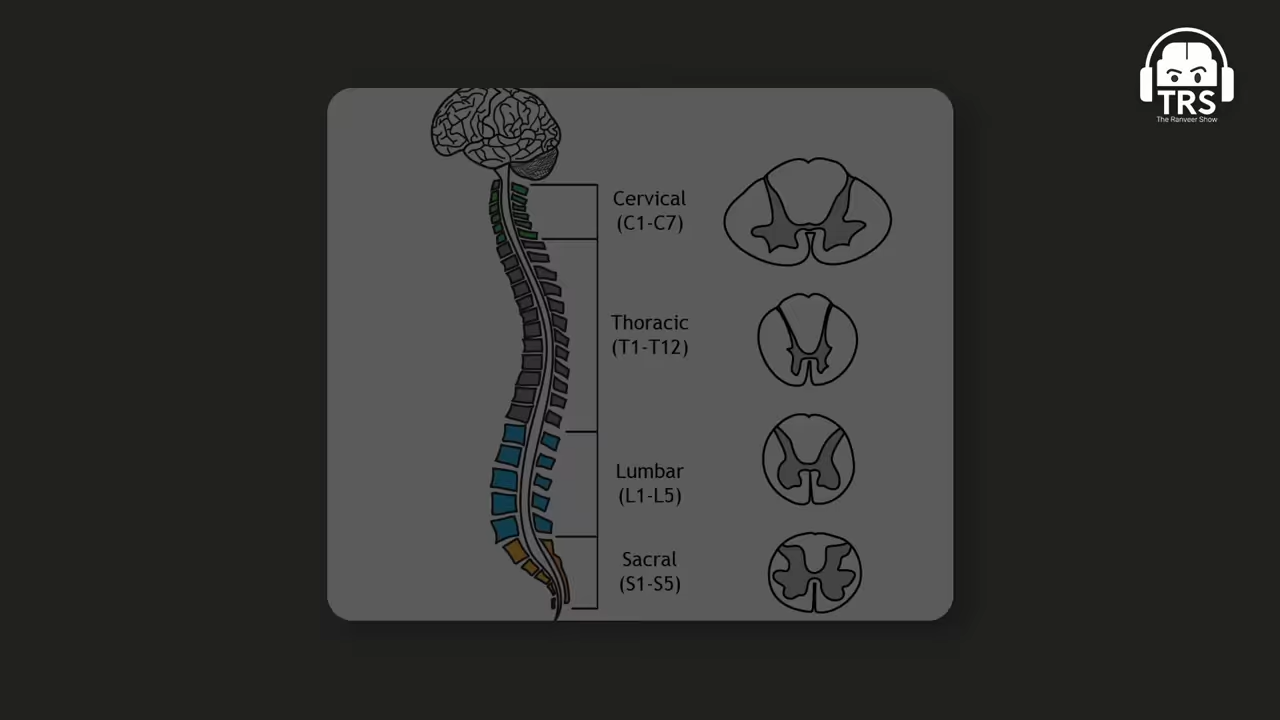 TRS
The Ranveer Show
Cervical
(C1-C7)
Thoracic
(T1-T12)
Lumbar
(L1-L5)
Sacral
(S1-S5)